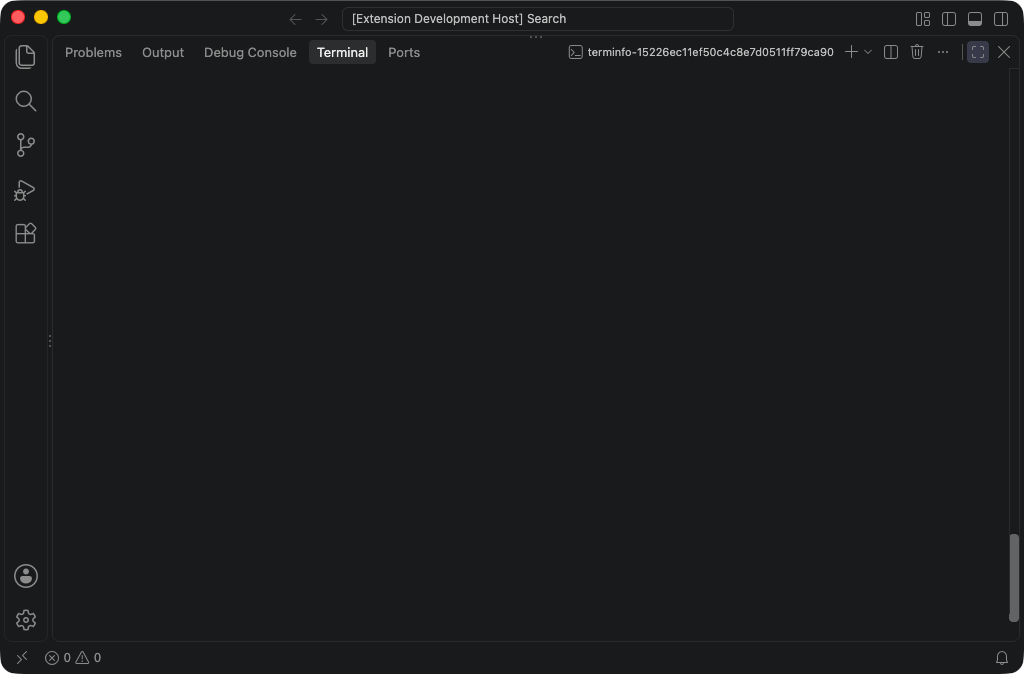 [Extension Development Host] Search
Problems Output Debug Console Terminal Ports terminfo-15226ec11ef50c4c8e7d0511ff79ca90
0 0